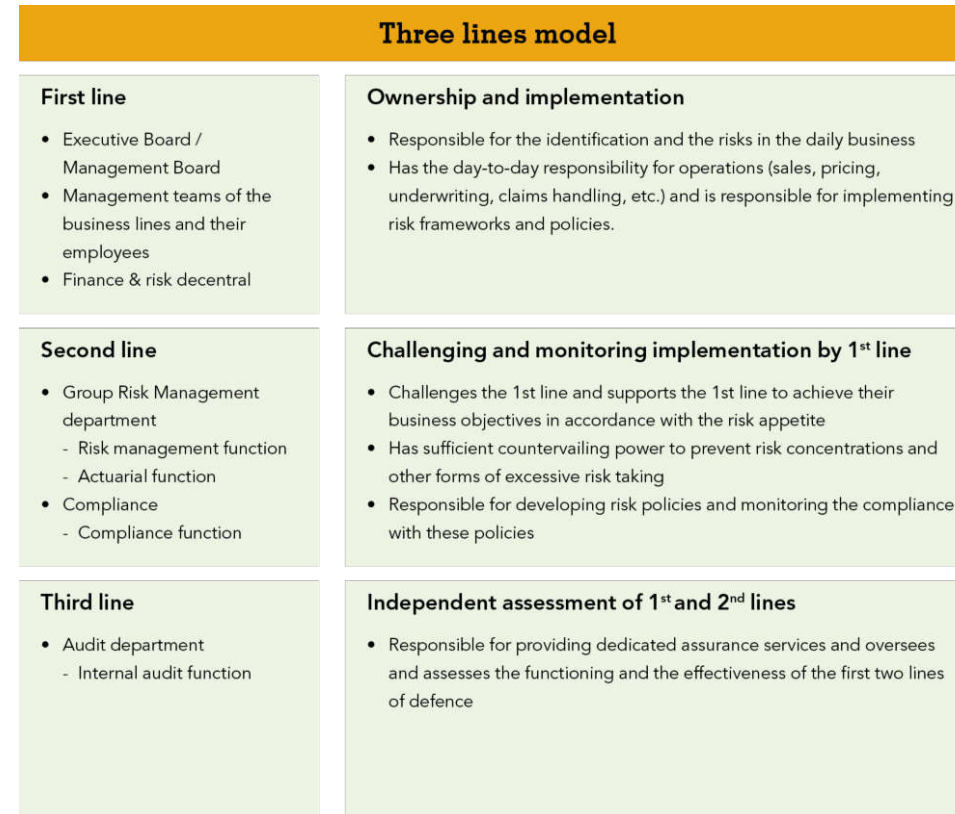 Three lines model
First line
• Executive Board /
Management Board
• Management teams of the
business lines and their
employees
• Finance & risk decentral
Ownership and implementation
• Responsible for the identification and the risks in the daily business
• Has the day-to-day responsibility for operations (sales, pricing,
underwriting, claims handling, etc.) and is responsible for implementing
risk frameworks and policies.
Second line
• Group Risk Management
department
- Risk management function
- Actuarial function
• Compliance
- Compliance function
Challenging and monitoring implementation by 1st line
• Challenges the 1st line and supports the 1st line to achieve their
business objectives in accordance with the risk appetite
• Has sufficient countervailing power to prevent risk concentrations and
other forms of excessive risk taking
• Responsible for developing risk policies and monitoring the compliance
with these policies
Third line
• Audit department
- Internal audit function
Independent assessment of 1st and 2nd lines
• Responsible for providing dedicated assurance services and oversees
and assesses the functioning and the effectiveness of the first two lines
of defence